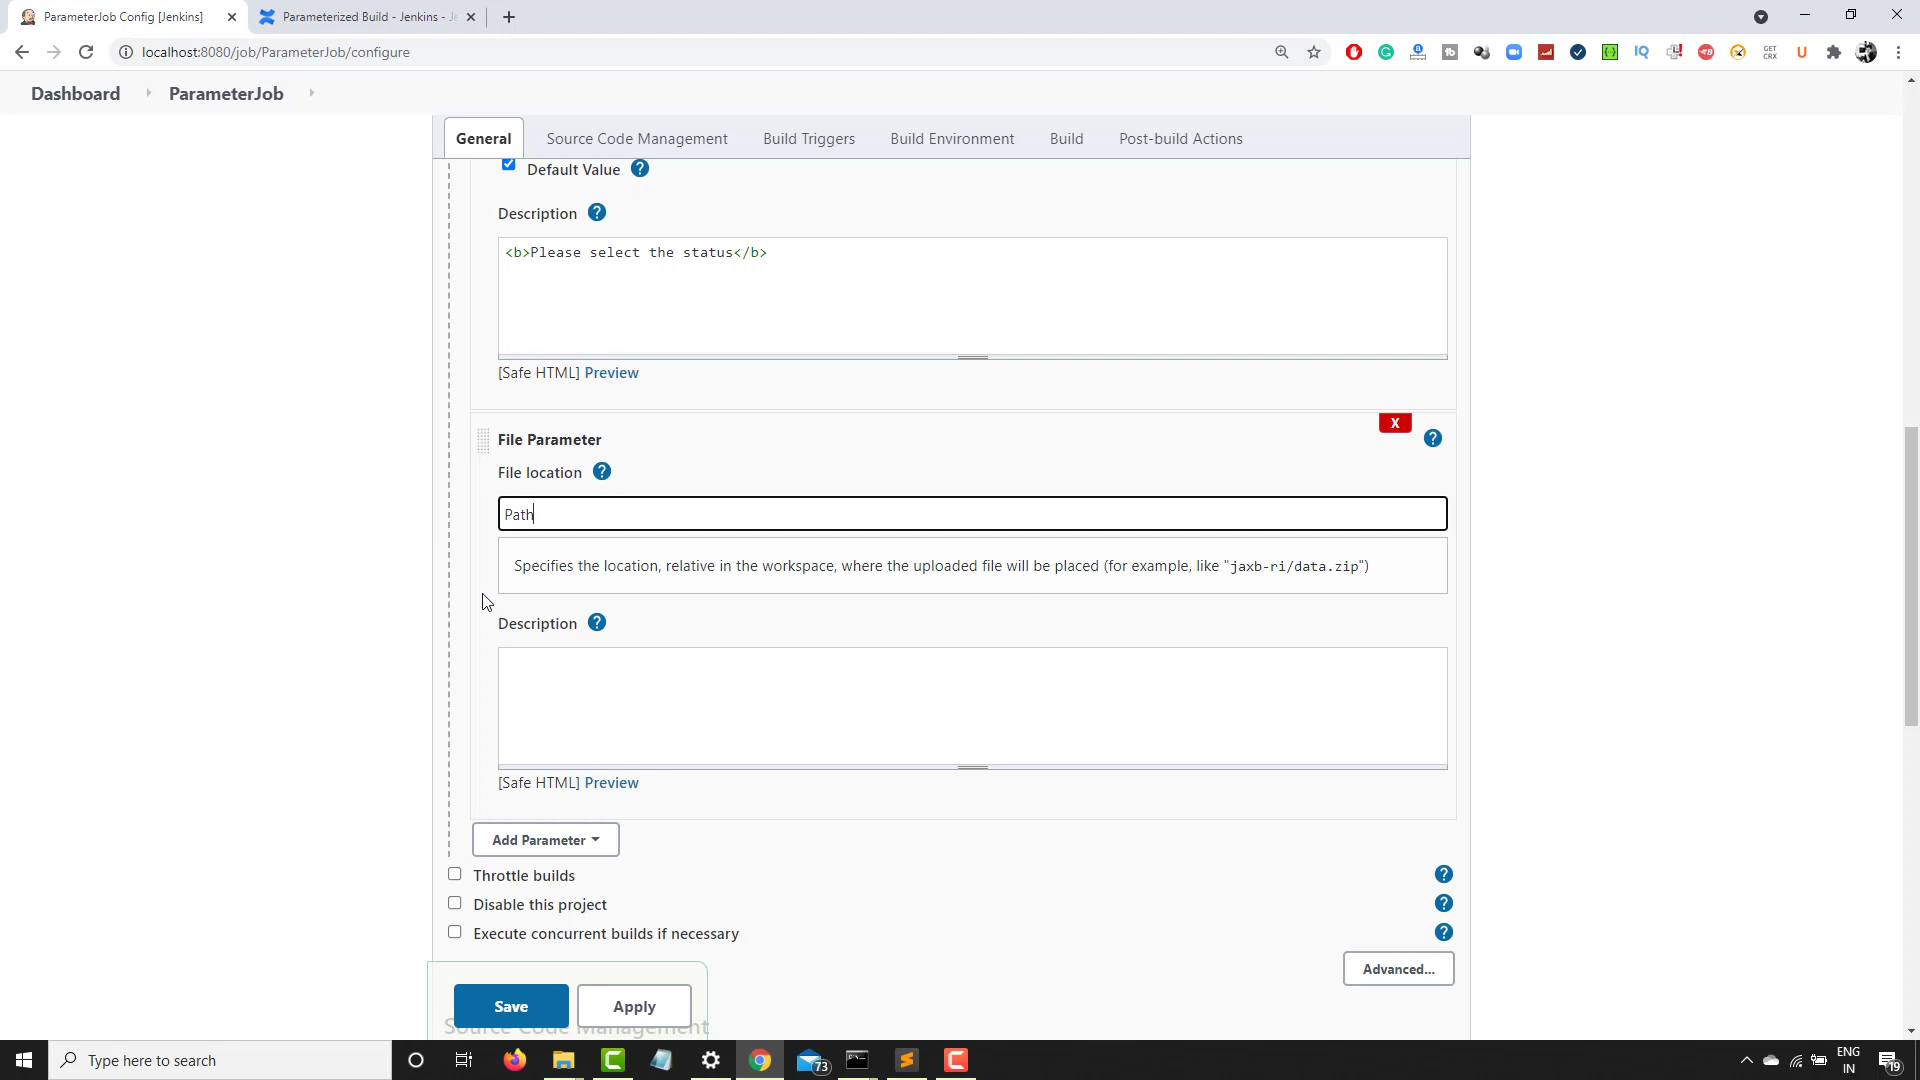 ParameterJob Config [Jenkins]
Parameterized Build - Jenkins - Je
localhost:8080/job/ParameterJob/configure
GET
CRX
Dashboard
ParameterJob
General
Source Code Management
Build Triggers
Build Environment
Build
Post-build Actions
Default Value
Description
<b>Please select the status</b>
[Safe HTML] Preview
X
File Parameter
File location
Path
Specifies the location, relative in the workspace, where the uploaded file will be placed (for example, like "jaxb-ri/data.zip")
Description
[Safe HTML] Preview
Add Parameter
Throttle builds
Disable this project
Execute concurrent builds if necessary
Advanced...
Save
Apply
Source Code Management
Type here to search
73
ENG
IN
19